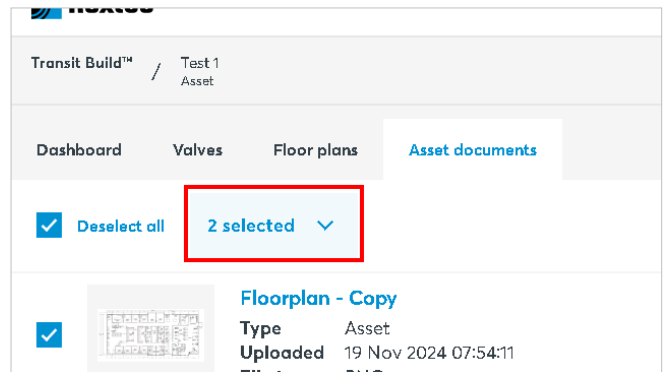 Transit Build™ / Test 1
Asset
Dashboard Valves Floor plans Asset documents
Deselect all 2 selected
Floorplan - Copy
Type Asset
Uploaded 19 Nov 2024 07:54:11